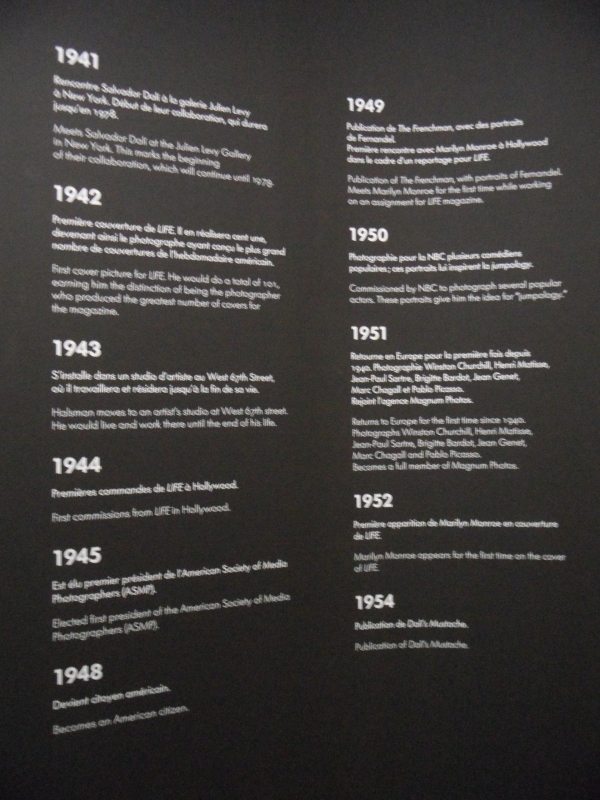 1941
Rencontre Salvador Dalí à la galerie Julien Levy
à New York. Début de leur collaboration, qui durera
jusqu'en 1978.
Meets Salvador Dalí at the Julien Levy Gallery
in New York. This marks the beginning
of their collaboration, which will continue until 1978.
1942
Première couverture de LIFE. Il en réalisera cent une,
devenant ainsi le photographe ayant conçu le plus grand
nombre de couvertures de l'hebdomadaire américain.
First cover picture for LIFE. He would do a total of 101,
earning him the distinction of being the photographer
who produced the greatest number of covers for
the magazine.
1943
S'installe dans un studio d'artiste au West 67th Street,
où il travaillera et résidera jusqu'à la fin de sa vie.
Halsman moves to an artist's studio at West 67th street.
He would live and work there until the end of his life.
1944
Premières commandes de LIFE à Hollywood.
First commissions from LIFE in Hollywood.
1945
Est élu premier président de l'American Society of Media
Photographers (ASMP).
Elected first president of the American Society of Media
Photographers (ASMP).
1948
Devient citoyen américain.
Becomes an American citizen.
1949
Publication de The Frenchman, avec des portraits
de Fernandel.
Première rencontre avec Marilyn Monroe à Hollywood
dans le cadre d'un reportage pour LIFE.
Publication of The Frenchman, with portraits of Fernandel.
Meets Marilyn Monroe for the first time while working
on an assignment for LIFE magazine.
1950
Photographie pour la NBC plusieurs comédiens
populaires ; ces portraits lui inspirent la jumpology.
Commissioned by NBC to photograph several popular
actors. These portraits give him the idea for "jumpology."
1951
Retourne en Europe pour la première fois depuis
1940. Photographie Winston Churchill, Henri Matisse,
Jean-Paul Sartre, Brigitte Bardot, Jean Genet,
Marc Chagall et Pablo Picasso.
Rejoint l'agence Magnum Photos.
Returns to Europe for the first time since 1940.
Photographs Winston Churchill, Henri Matisse,
Jean-Paul Sartre, Brigitte Bardot, Jean Genet,
Marc Chagall and Pablo Picasso.
Becomes a full member of Magnum Photos.
1952
Première apparition de Marilyn Monroe en couverture
de LIFE.
Marilyn Monroe appears for the first time on the cover
of LIFE.
1954
Publication de Dalí's Mustache.
Publication of Dalí's Mustache.